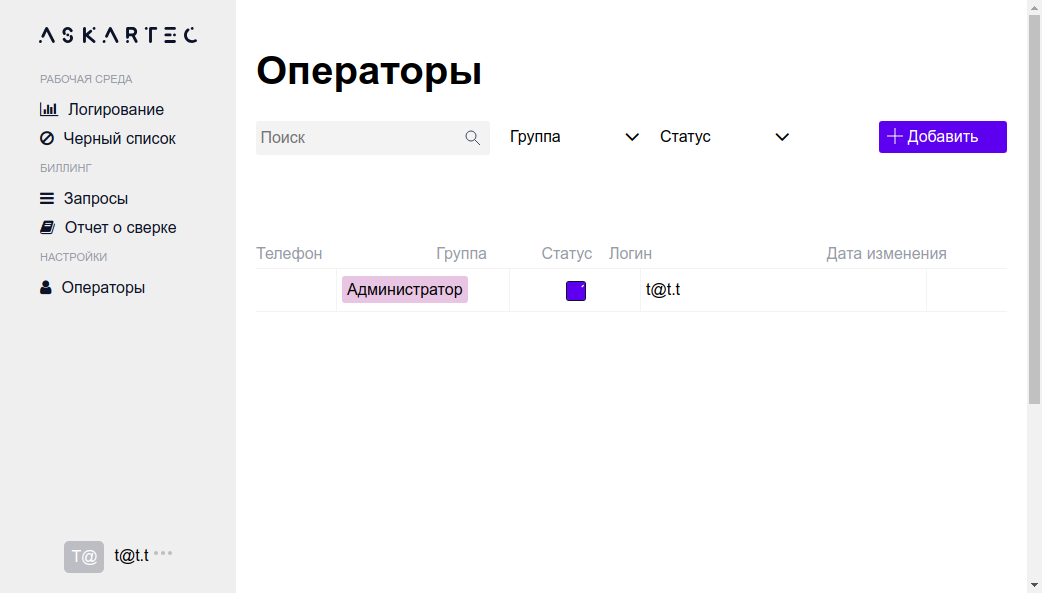 ASKARTEC
РАБОЧАЯ СРЕДА
Логирование
Черный список
БИЛЛИНГ
Запросы
Отчет о сверке
НАСТРОЙКИ
Операторы
T@ t@t.t
Операторы
Поиск Группа Статус Добавить
Телефон Группа Статус Логин Дата изменения
Администратор t@t.t